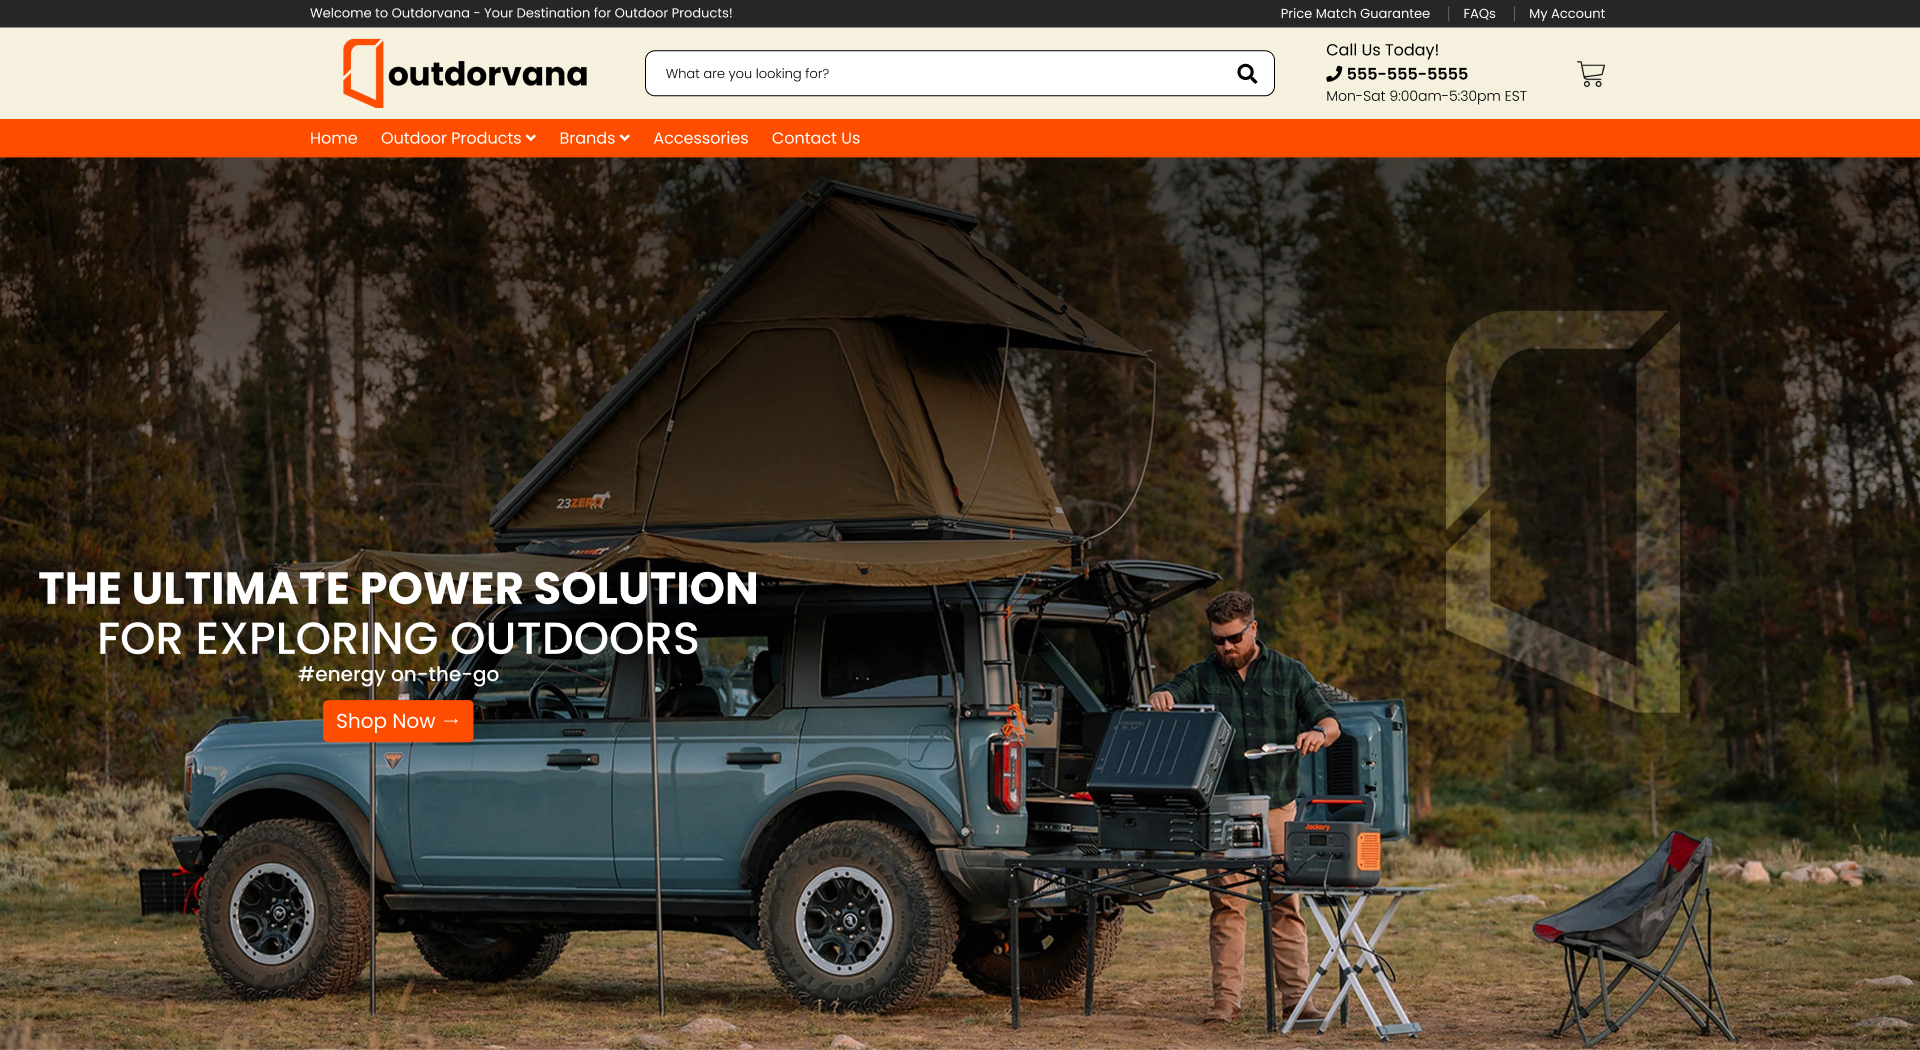 Welcome to Outdorvana - Your Destination for Outdoor Products!
Price Match Guarantee
FAQs
My Account
outdorvana
What are you looking for?
Call Us Today!
555-555-5555
Mon-Sat 9:00am-5:30pm EST
Home
Outdoor Products
Brands
Accessories
Contact Us
23ZERO
THE ULTIMATE POWER SOLUTION
FOR EXPLORING OUTDOORS
#energy on-the-go
Shop Now →
Jackery